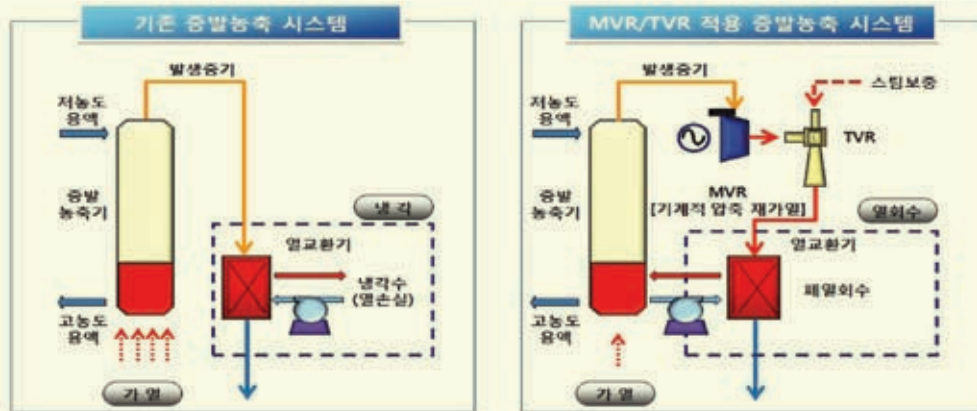 기존 증발농축 시스템
발생증기
저농도
용액
증발
농축기
고농도
용액
가 열
냉 각
열교환기
냉각수
(열손실)
MVR/TVR 적용 증발농축 시스템
발생증기
스팀보충
저농도
용액
TVR
MVR
[기계적 압축 재가열]
증발
농축기
열회수
열교환기
폐열회수
고농도
용액
가 열